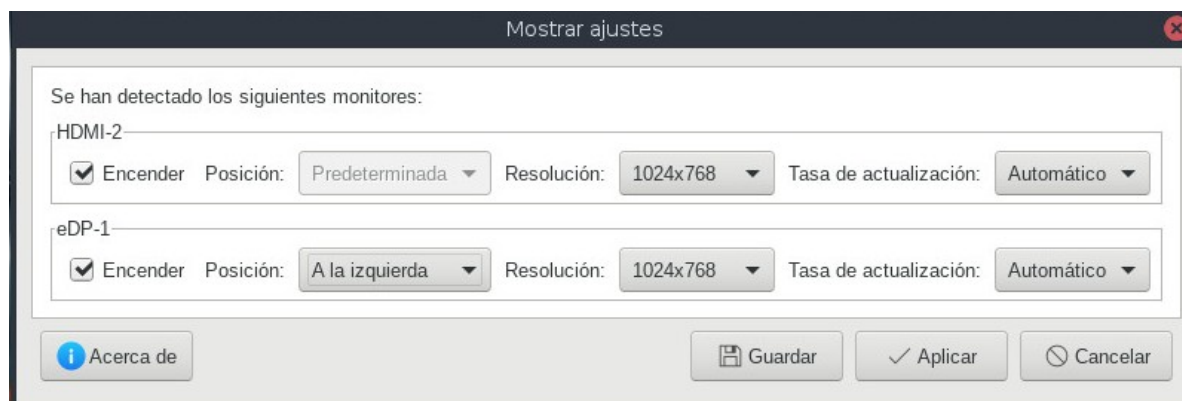 Mostrar ajustes
Se han detectado los siguientes monitores:
HDMI-2
Encender Posición: Predeterminada Resolución: 1024x768 Tasa de actualización: Automático
eDP-1
Encender Posición: A la izquierda Resolución: 1024x768 Tasa de actualización: Automático
Acerca de Guardar Aplicar Cancelar